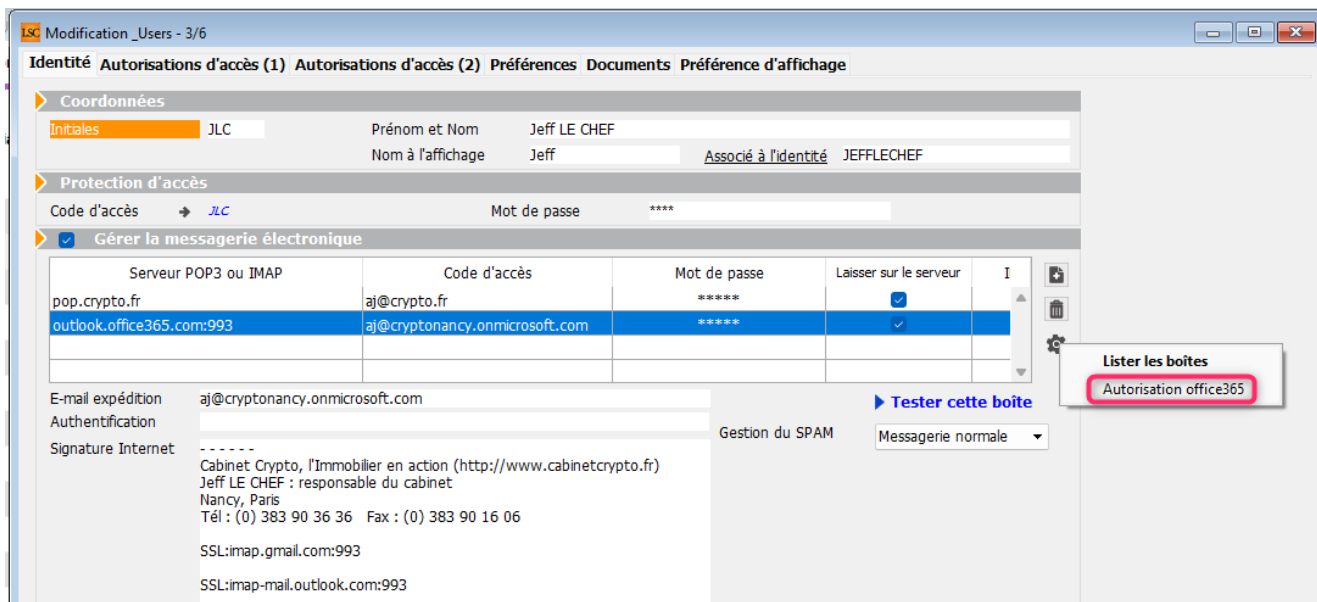 LSC Modification _Users - 3/6
Identité Autorisations d'accès (1) Autorisations d'accès (2) Préférences Documents Préférence d'affichage
Coordonnées
Initiales JLC Prénom et Nom Jeff LE CHEF
Nom à l'affichage Jeff Associé à l'identité JEFFLECHEF
Protection d'accès
Code d'accès JLC Mot de passe ****
Gérer la messagerie électronique
Serveur POP3 ou IMAP Code d'accès Mot de passe Laisser sur le serveur I
pop.crypto.fr aj@crypto.fr *****
outlook.office365.com:993 aj@cryptonancy.onmicrosoft.com *****
Lister les boîtes
Autorisation office365
E-mail expédition aj@cryptonancy.onmicrosoft.com Tester cette boîte
Authentification
Gestion du SPAM Messagerie normale
Signature Internet - - - - - -
Cabinet Crypto, l'Immobilier en action (http://www.cabinetcrypto.fr)
Jeff LE CHEF : responsable du cabinet
Nancy, Paris
Tél : (0) 383 90 36 36 Fax : (0) 383 90 16 06
SSL:imap.gmail.com:993
SSL:imap-mail.outlook.com:993